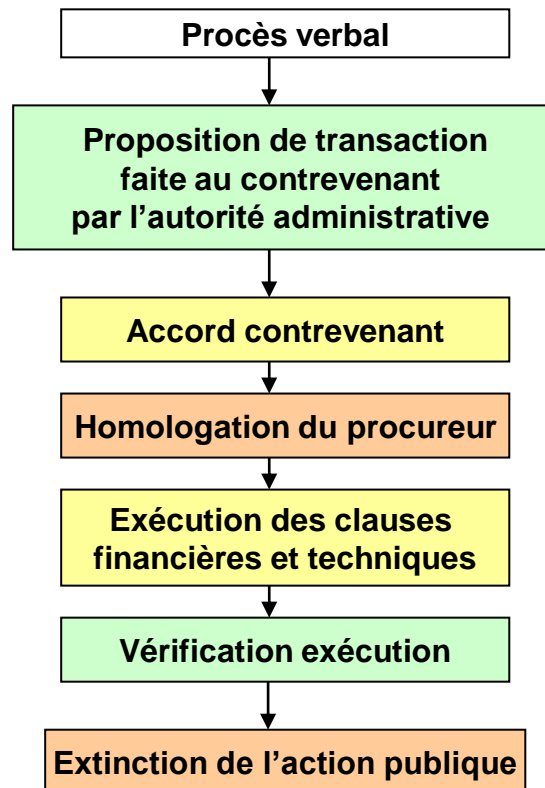 Procès verbal
Proposition de transaction
faite au contrevenant
par l’autorité administrative
Accord contrevenant
Homologation du procureur
Exécution des clauses
financières et techniques
Vérification exécution
Extinction de l’action publique